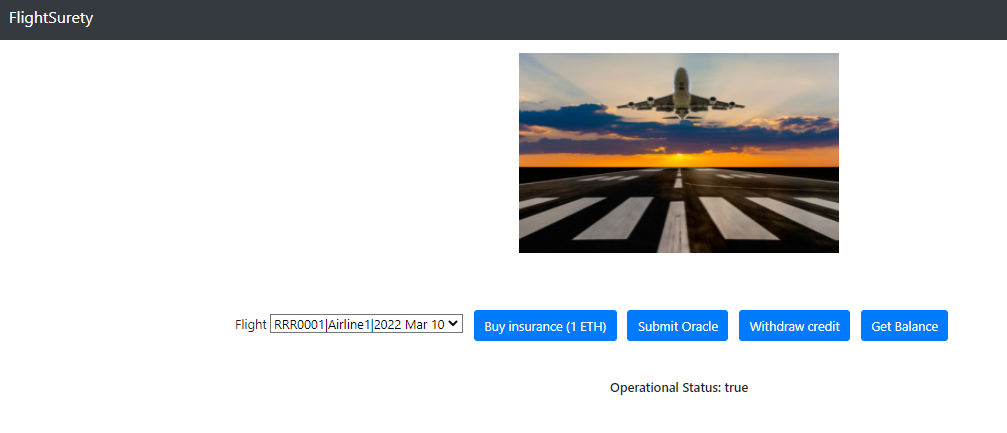 FlightSurety
Flight RRR0001|Airline1|2022 Mar 10 Buy insurance (1 ETH) Submit Oracle Withdraw credit Get Balance
Operational Status: true